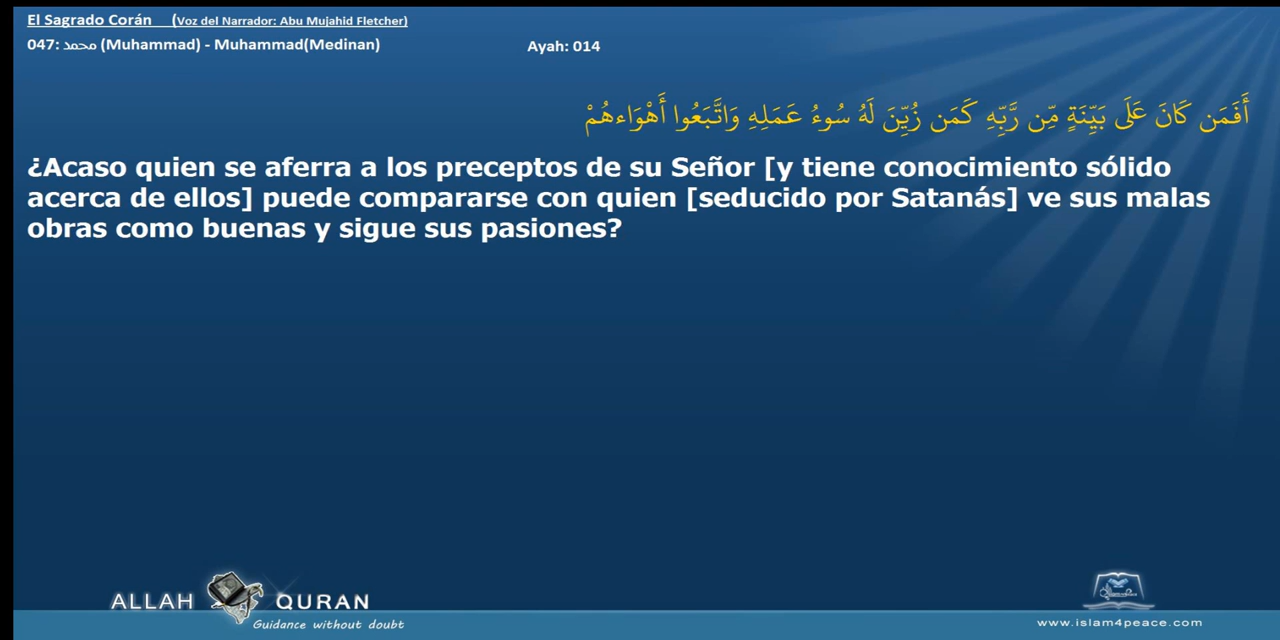 El Sagrado Corán (Voz del Narrador: Abu Mujahid Fletcher)
047: محمد (Muhammad) - Muhammad(Medinan) Ayah: 014
أَفَمَن كَانَ عَلَى بَيِّنَةٍ مِّن رَّبِّهِ كَمَن زُيِّنَ لَهُ سُوءُ عَمَلِهِ وَاتَّبَعُوا أَهْوَاءهُمْ
¿Acaso quien se aferra a los preceptos de su Señor [y tiene conocimiento sólido
acerca de ellos] puede compararse con quien [seducido por Satanás] ve sus malas
obras como buenas y sigue sus pasiones?
ALLAH QURAN
Guidance without doubt
www.islam4peace.com